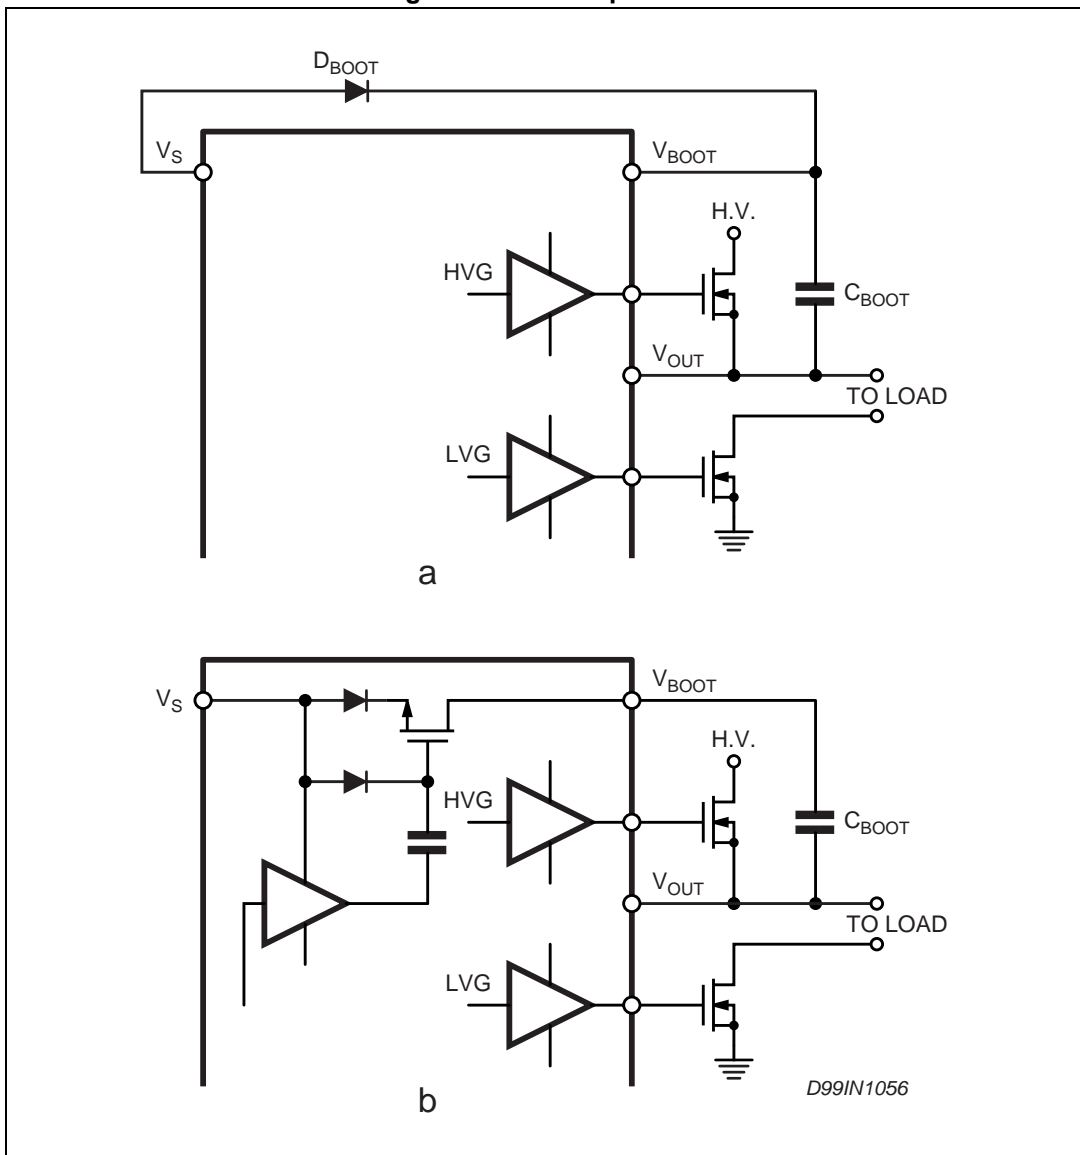 D_BOOT
V_S
V_BOOT
H.V.
HVG
C_BOOT
V_OUT
TO LOAD
LVG
a
V_S
V_BOOT
H.V.
HVG
C_BOOT
V_OUT
TO LOAD
LVG
b
D99IN1056